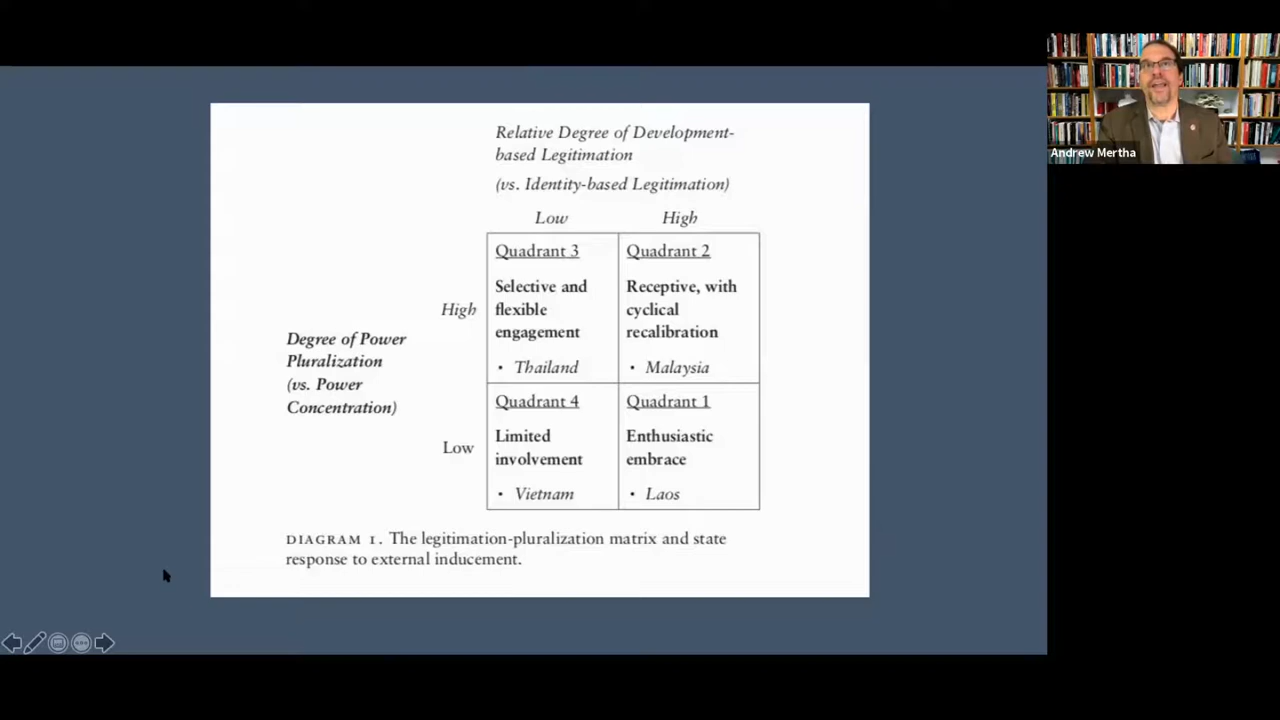 Relative Degree of Development-
based Legitimation
(vs. Identity-based Legitimation)
Low High
Quadrant 3
Selective and
flexible
engagement
• Thailand
Quadrant 2
Receptive, with
cyclical
recalibration
• Malaysia
High
Degree of Power
Pluralization
(vs. Power
Concentration)
Low
Quadrant 4
Limited
involvement
• Vietnam
Quadrant 1
Enthusiastic
embrace
• Laos
DIAGRAM 1. The legitimation-pluralization matrix and state
response to external inducement.
Andrew Mertha